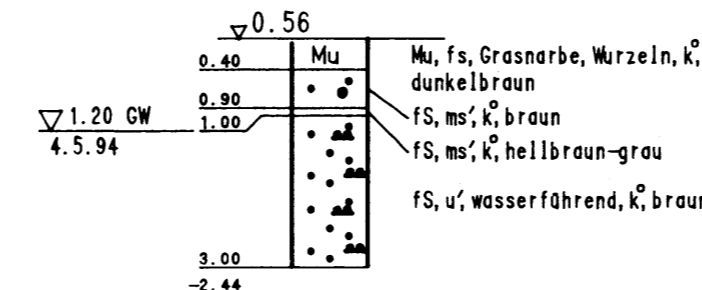 0.56
Mu
Mu, fs, Grasnarbe, Wurzeln, k°,
dunkelbraun
0.40
0.90
fS, ms', k°, braun
1.20 GW
1.00
4.5.94
fS, ms', k°, hellbraun-grau
fS, u', wasserführend, k°, braun
3.00
-2.44